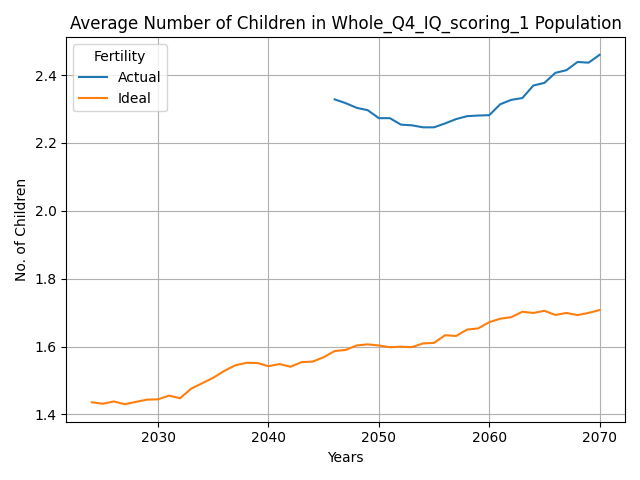 Average Number of Children in Whole_Q4_IQ_scoring_1 Population
Fertility
Actual
Ideal
No. of Children
2.4
2.2
2.0
1.8
1.6
1.4
2030 2040 2050 2060 2070
Years